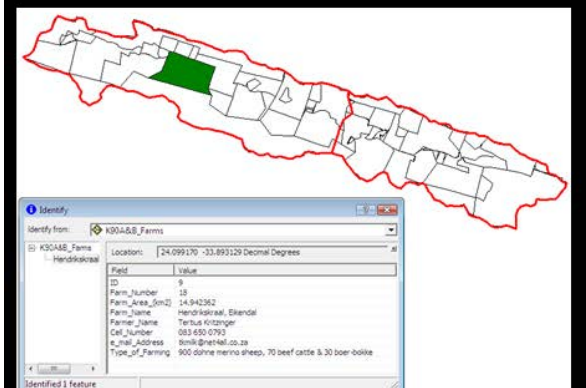 Identify
Identify from: K90A&B_Farms
K90A&B_Farms
Hendrikskraal
Location: 24.099170 -33.893129 Decimal Degrees
Field Value
ID 9
Farm_Number 18
Farm_Area_(km2) 14.942362
Farm_Name Hendrikskraal, Eikendal
Farmer_Name Tertius Kritzinger
Cell_Number 083 650 0793
e_mail_Address tkmilk@net4all.co.za
Type_of_Farming 900 dohne merino sheep, 70 beef cattle & 30 boer-bokke
Identified 1 feature